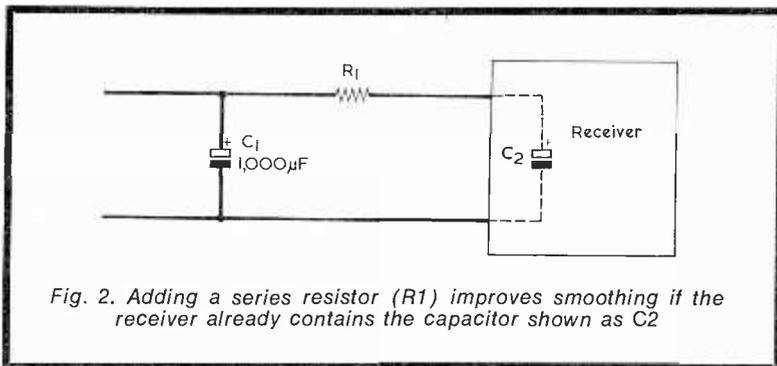 R1
C1
1,000µF
C2
Receiver
Fig. 2. Adding a series resistor (R1) improves smoothing if the
receiver already contains the capacitor shown as C2